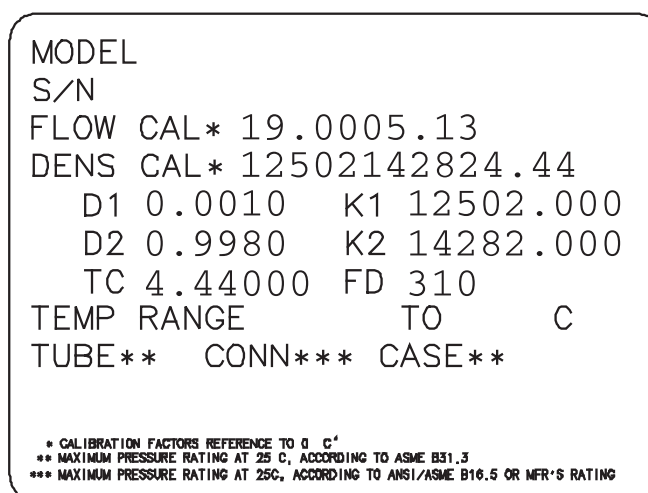 MODEL
S/N
FLOW CAL* 19.0005.13
DENS CAL* 12502142824.44
D1 0.0010 K1 12502.000
D2 0.9980 K2 14282.000
TC 4.44000 FD 310
TEMP RANGE TO C
TUBE** CONN*** CASE**
* CALIBRATION FACTORS REFERENCE TO 0 C
** MAXIMUM PRESSURE RATING AT 25 C, ACCORDING TO ASME B31.3
*** MAXIMUM PRESSURE RATING AT 25C, ACCORDING TO ANSI/ASME B16.5 OR MFR'S RATING